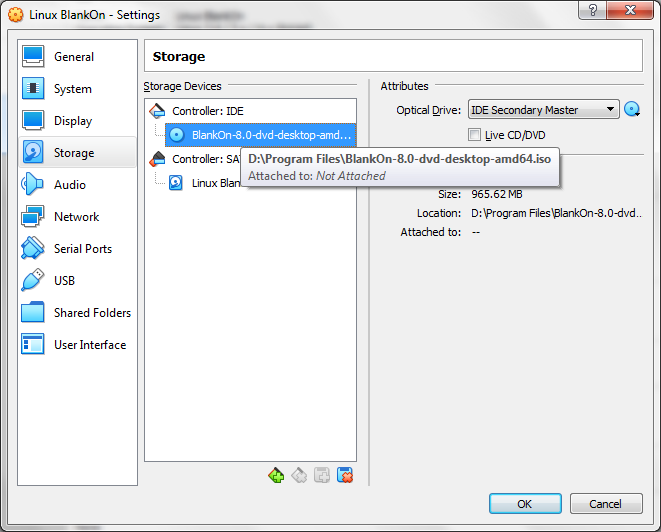 Linux BlankOn - Settings
?
General
System
Display
Storage
Audio
Network
Serial Ports
USB
Shared Folders
User Interface
Storage
Storage Devices
Controller: IDE
BlankOn-8.0-dvd-desktop-amd...
Controller: SA
Linux Blan
D:\Program Files\BlankOn-8.0-dvd-desktop-amd64.iso
Attached to: Not Attached
Attributes
Optical Drive: IDE Secondary Master
Live CD/DVD
Size: 965.62 MB
Location: D:\Program Files\BlankOn-8.0-dvd..
Attached to: --
OK
Cancel